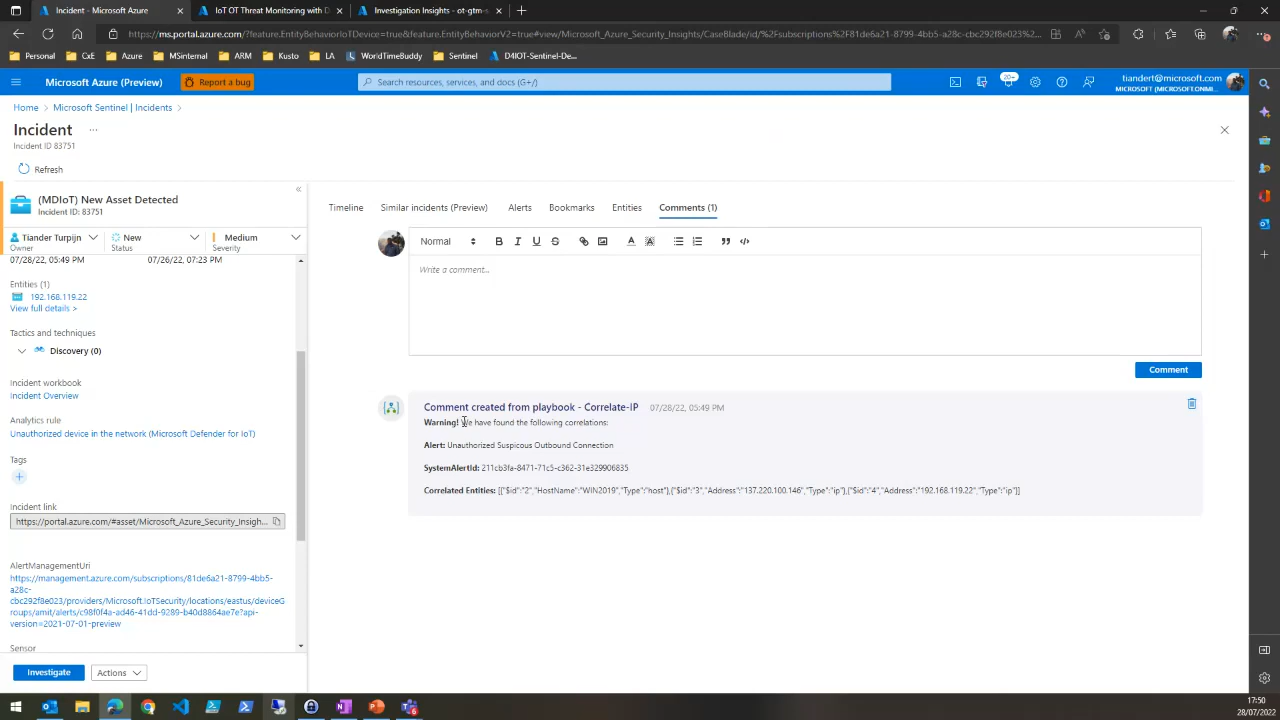 Incident - Microsoft Azure
IoT OT Threat Monitoring with D
Investigation Insights - ot-gtm-s
https://ms.portal.azure.com/?feature.EntityBehaviorIoTDevice=true&feature.EntityBehaviorV2=true#view/Microsoft_Azure_Security_Insights/CaseBlade/id/%2Fsubscriptions%2F81de6a21-8799-4bb5-a28c-cbc292f8e023%2...
Personal
CxE
Azure
MSinternal
ARM
Kusto
LA
WorldTimeBuddy
Sentinel
D4IOT-Sentinel-De...
Microsoft Azure (Preview)
Report a bug
Search resources, services, and docs (G+/)
20+
tiandert@microsoft.com
MICROSOFT (MICROSOFT.ONMI...
Home > Microsoft Sentinel | Incidents >
Incident ...
Incident ID 83751
Refresh
(MDIoT) New Asset Detected
Incident ID: 83751
Tiander Turpijn
Owner
New
Status
Medium
Severity
07/28/22, 05:49 PM
07/26/22, 07:23 PM
Entities (1)
192.168.119.22
View full details >
Tactics and techniques
Discovery (0)
Incident workbook
Incident Overview
Analytics rule
Unauthorized device in the network (Microsoft Defender for IoT)
Tags
Incident link
https://portal.azure.com/#asset/Microsoft_Azure_Security_Insigh...
AlertManagementUri
https://management.azure.com/subscriptions/81de6a21-8799-4bb5-
a28c-
cbc292f8e023/providers/Microsoft.IoTSecurity/locations/eastus/deviceG
roups/amit/alerts/c98f0f4a-ad46-41dd-9289-b40d8864ae7e?api-
version=2021-07-01-preview
Sensor
Investigate
Actions
Timeline
Similar incidents (Preview)
Alerts
Bookmarks
Entities
Comments (1)
Normal
B I U S
Write a comment...
Comment
Comment created from playbook - Correlate-IP
07/28/22, 05:49 PM
Warning! We have found the following correlations:
Alert: Unauthorized Suspicous Outbound Connection
SystemAlertId: 211cb3fa-8471-71c5-c362-31e329906835
Correlated Entities: [{"$id":"2","HostName":"WIN2019","Type":"host"},{"$id":"3","Address":"137.220.100.146","Type":"ip"},{"$id":"4","Address":"192.168.119.22","Type":"ip"}]
17:50
28/07/2022